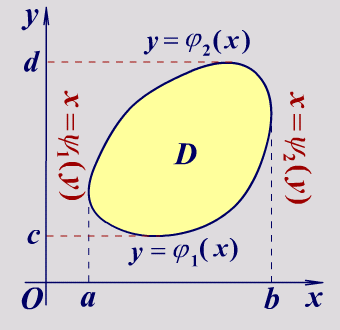 y
y = φ₂(x)
d
x = ψ₁(y)
x = ψ₂(y)
D
c
y = φ₁(x)
O a b x